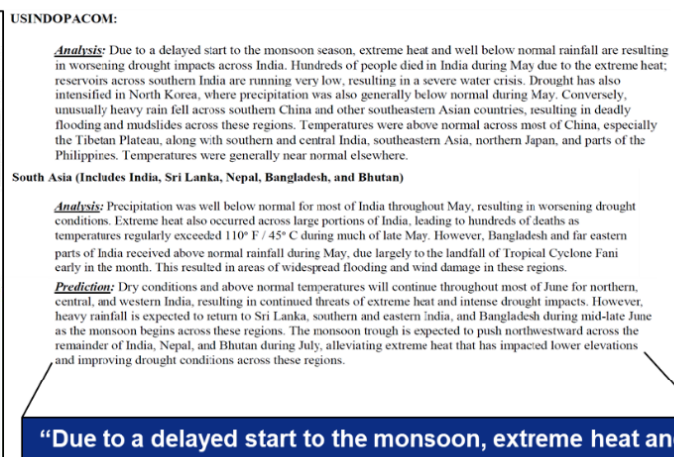 USINDOPACOM:
Analysis: Due to a delayed start to the monsoon season, extreme heat and well below normal rainfall are resulting
in worsening drought impacts across India. Hundreds of people died in India during May due to the extreme heat;
reservoirs across southern India are running very low, resulting in a severe water crisis. Drought has also
intensified in North Korea, where precipitation was also generally below normal during May. Conversely,
unusually heavy rain fell across southern China and other southeastern Asian countries, resulting in deadly
flooding and mudslides across these regions. Temperatures were above normal across most of China, especially
the Tibetan Plateau, along with southern and central India, southeastern Asia, northern Japan, and parts of the
Philippines. Temperatures were generally near normal elsewhere.
South Asia (Includes India, Sri Lanka, Nepal, Bangladesh, and Bhutan)
Analysis: Precipitation was well below normal for most of India throughout May, resulting in worsening drought
conditions. Extreme heat also occurred across large portions of India, leading to hundreds of deaths as
temperatures regularly exceeded 110° F / 45° C during much of late May. However, Bangladesh and far eastern
parts of India received above normal rainfall during May, due largely to the landfall of Tropical Cyclone Fani
early in the month. This resulted in areas of widespread flooding and wind damage in these regions.
Prediction: Dry conditions and above normal temperatures will continue throughout most of June for northern,
central, and western India, resulting in continued threats of extreme heat and intense drought impacts. However,
heavy rainfall is expected to return to Sri Lanka, southern and eastern India, and Bangladesh during mid-late June
as the monsoon begins across these regions. The monsoon trough is expected to push northwestward across the
remainder of India, Nepal, and Bhutan during July, alleviating extreme heat that has impacted lower elevations
and improving drought conditions across these regions.
“Due to a delayed start to the monsoon, extreme heat an